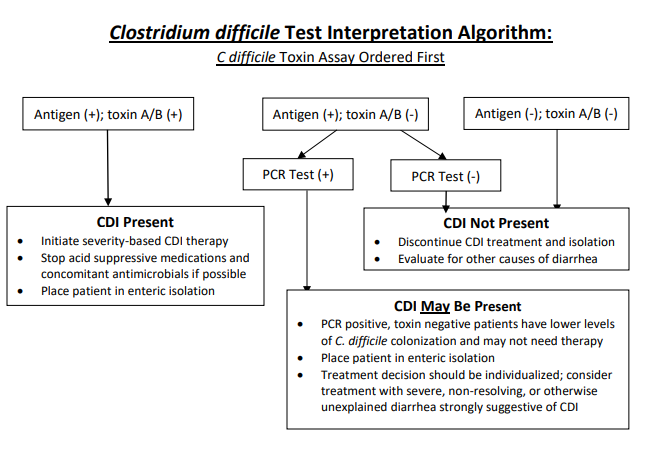 Clostridium difficile Test Interpretation Algorithm:
C difficile Toxin Assay Ordered First
Antigen (+); toxin A/B (+)
Antigen (+); toxin A/B (-)
Antigen (-); toxin A/B (-)
PCR Test (+)
PCR Test (-)
CDI Present
• Initiate severity-based CDI therapy
• Stop acid suppressive medications and
concomitant antimicrobials if possible
• Place patient in enteric isolation
CDI Not Present
• Discontinue CDI treatment and isolation
• Evaluate for other causes of diarrhea
CDI May Be Present
• PCR positive, toxin negative patients have lower levels
of C. difficile colonization and may not need therapy
• Place patient in enteric isolation
• Treatment decision should be individualized; consider
treatment with severe, non-resolving, or otherwise
unexplained diarrhea strongly suggestive of CDI